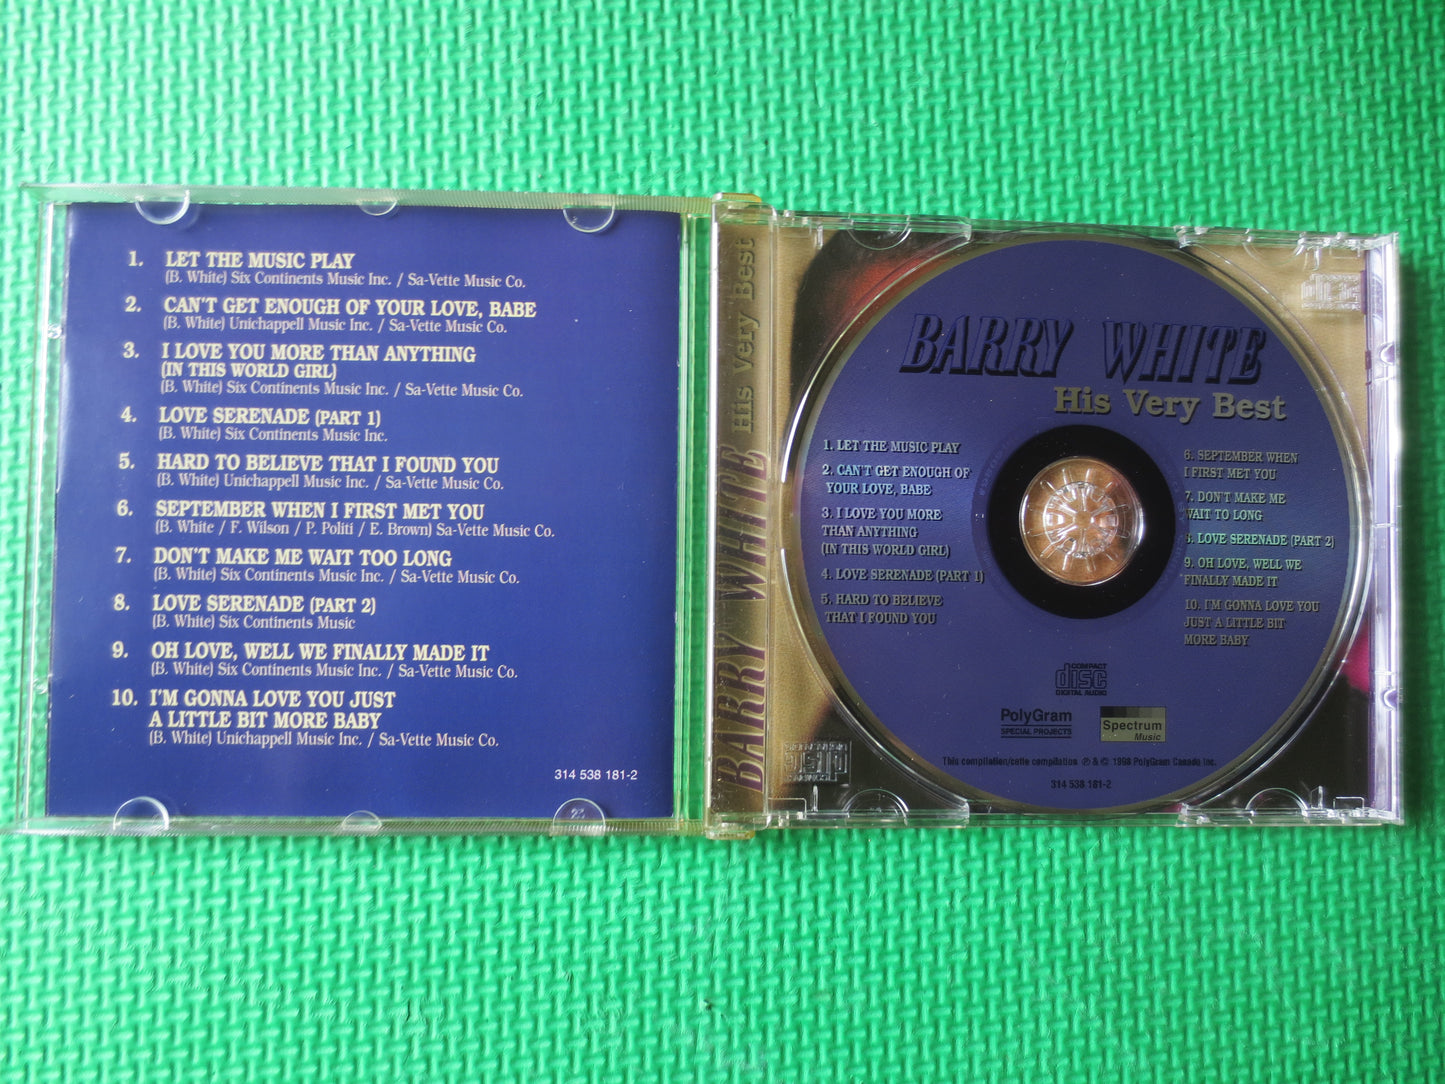 1. LET THE MUSIC PLAY
(B. White) Six Continents Music Inc. / Sa-Vette Music Co.
2. CAN'T GET ENOUGH OF YOUR LOVE, BABE
(B. White) Unichappell Music Inc. / Sa-Vette Music Co.
3. I LOVE YOU MORE THAN ANYTHING
(IN THIS WORLD GIRL)
(B. White) Six Continents Music Inc. / Sa-Vette Music Co.
4. LOVE SERENADE (PART 1)
(B. White) Six Continents Music Inc.
5. HARD TO BELIEVE THAT I FOUND YOU
(B. White) Unichappell Music Inc. / Sa-Vette Music Co.
6. SEPTEMBER WHEN I FIRST MET YOU
(B. White / F. Wilson / P. Politi / E. Brown) Sa-Vette Music Co.
7. DON'T MAKE ME WAIT TOO LONG
(B. White) Six Continents Music Inc. / Sa-Vette Music Co.
8. LOVE SERENADE (PART 2)
(B. White) Six Continents Music
9. OH LOVE, WELL WE FINALLY MADE IT
(B. White) Six Continents Music Inc. / Sa-Vette Music Co.
10. I'M GONNA LOVE YOU JUST
A LITTLE BIT MORE BABY
(B. White) Unichappell Music Inc. / Sa-Vette Music Co.
314 538 181-2
BARRY WHITE His Very Best
BARRY WHITE
His Very Best
1. LET THE MUSIC PLAY
2. CAN'T GET ENOUGH OF
YOUR LOVE, BABE
3. I LOVE YOU MORE
THAN ANYTHING
(IN THIS WORLD GIRL)
4. LOVE SERENADE (PART 1)
5. HARD TO BELIEVE
THAT I FOUND YOU
6. SEPTEMBER WHEN
I FIRST MET YOU
7. DON'T MAKE ME
WAIT TO LONG
8. LOVE SERENADE (PART 2)
9. OH LOVE, WELL WE
FINALLY MADE IT
10. I'M GONNA LOVE YOU
JUST A LITTLE BIT
MORE BABY
COMPACT
disc
DIGITAL AUDIO
PolyGram
SPECIAL PROJECTS
Spectrum
Music
This compilation/cette compilation ℗ & © 1998 PolyGram Canada Inc.
314 538 181-2